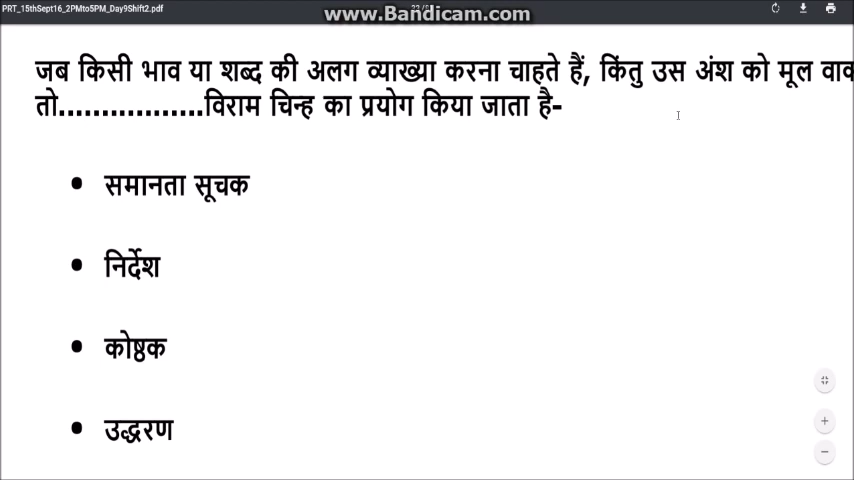 PRT_15thSept16_2PMto5PM_Day9Shift2.pdf
www.Bandicam.com
जब किसी भाव या शब्द की अलग व्याख्या करना चाहते हैं, किंतु उस अंश को मूल
तो.................विराम चिन्ह का प्रयोग किया जाता है-
• समानता सूचक
• निर्देश
• कोष्ठक
• उद्धरण